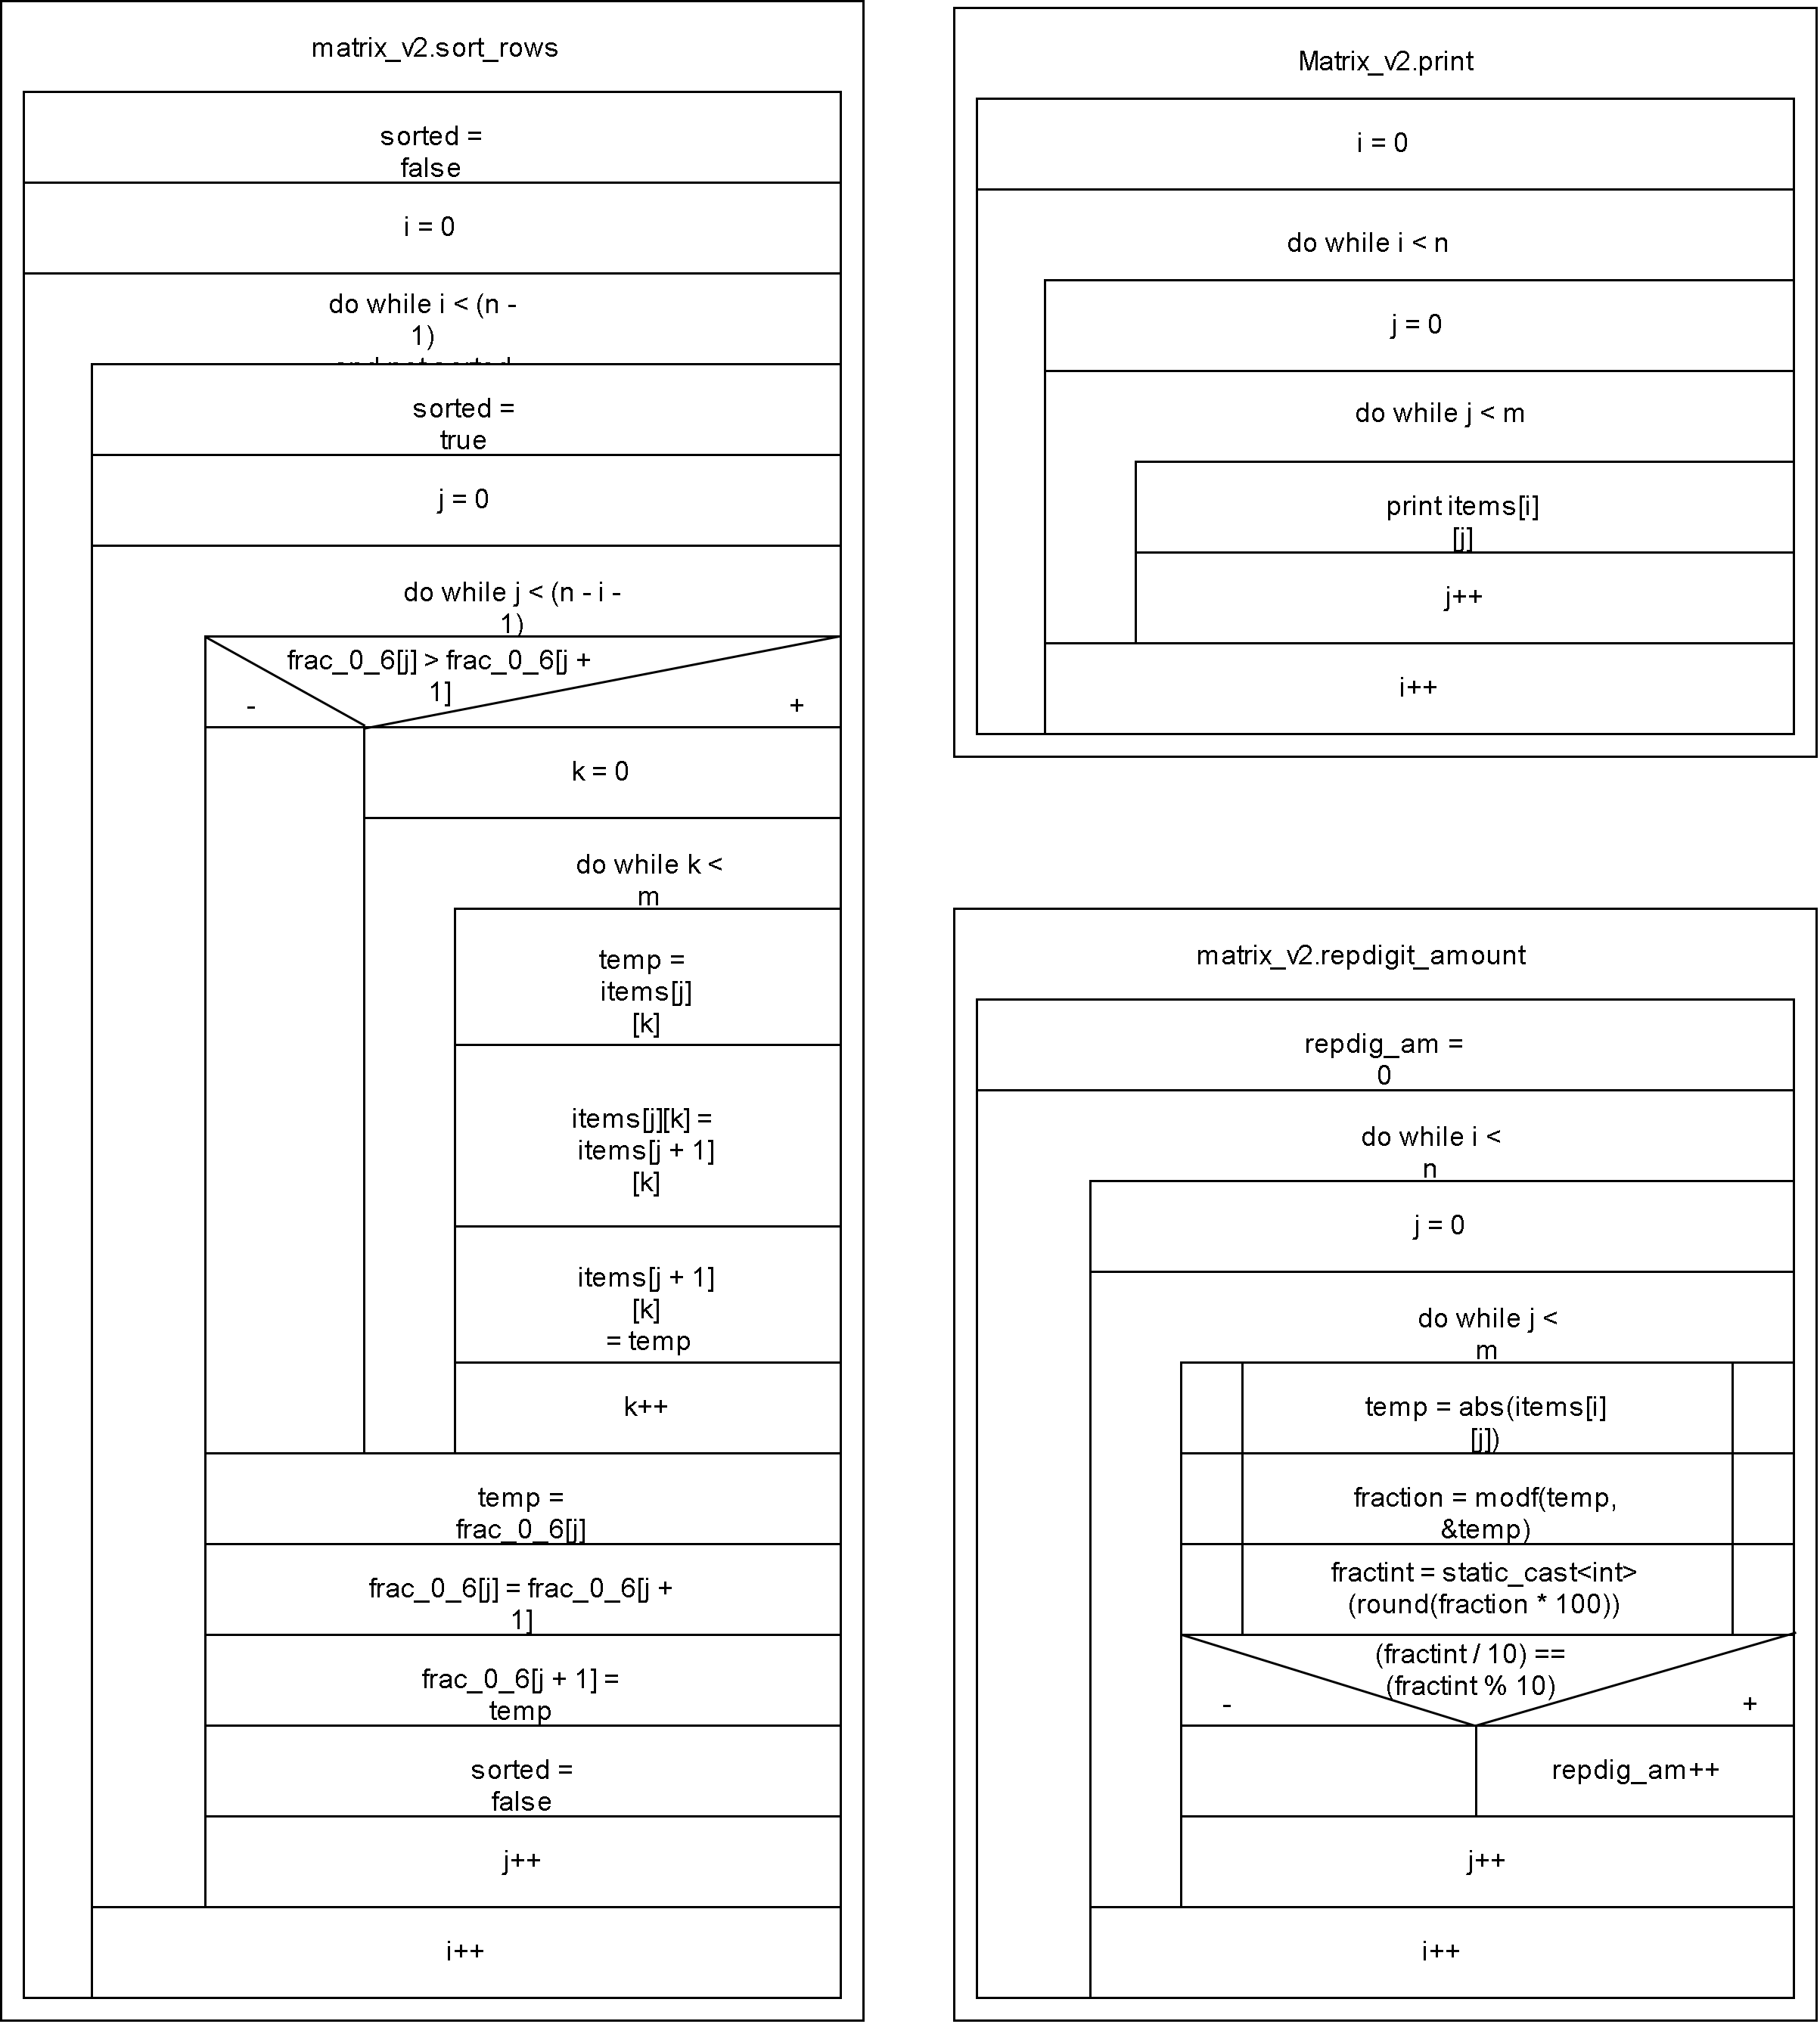 matrix_v2.sort_rows
sorted =
false
i = 0
do while i < (n -
1)
sorted =
true
j = 0
do while j < (n - i -
1)
frac_0_6[j] > frac_0_6[j +
1]
-
+
k = 0
do while k <
m
temp =
items[j]
[k]
items[j][k] =
items[j + 1]
[k]
items[j + 1]
[k]
= temp
k++
temp =
frac_0_6[j]
frac_0_6[j] = frac_0_6[j +
1]
frac_0_6[j + 1] =
temp
sorted =
false
j++
i++
Matrix_v2.print
i = 0
do while i < n
j = 0
do while j < m
print items[i]
[j]
j++
i++
matrix_v2.repdigit_amount
repdig_am =
0
do while i <
n
j = 0
do while j <
m
temp = abs(items[i]
[j])
fraction = modf(temp,
&temp)
fractint = static_cast<int>
(round(fraction * 100))
(fractint / 10) ==
(fractint % 10)
-
+
repdig_am++
j++
i++